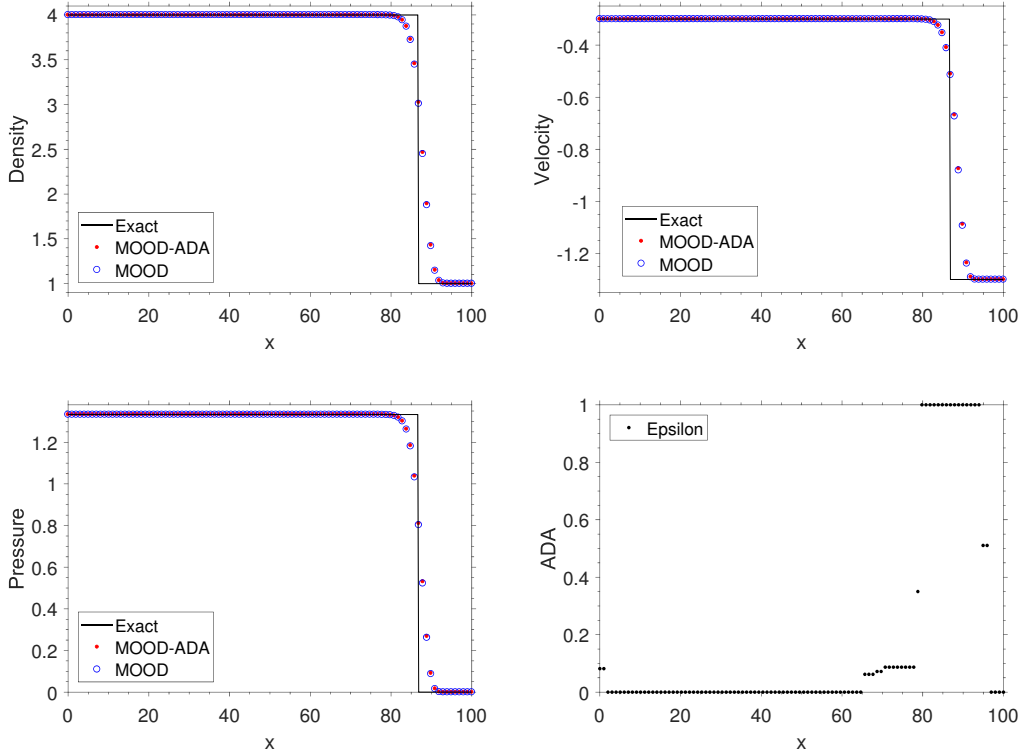 4
3.5
3
2.5
2
1.5
1
Density
Exact
MOOD-ADA
MOOD
0 20 40 60 80 100
x
-0.4
-0.6
-0.8
-1
-1.2
Velocity
Exact
MOOD-ADA
MOOD
0 20 40 60 80 100
x
1.2
1
0.8
0.6
0.4
0.2
0
Pressure
Exact
MOOD-ADA
MOOD
0 20 40 60 80 100
x
1
0.8
0.6
0.4
0.2
0
ADA
Epsilon
0 20 40 60 80 100
x